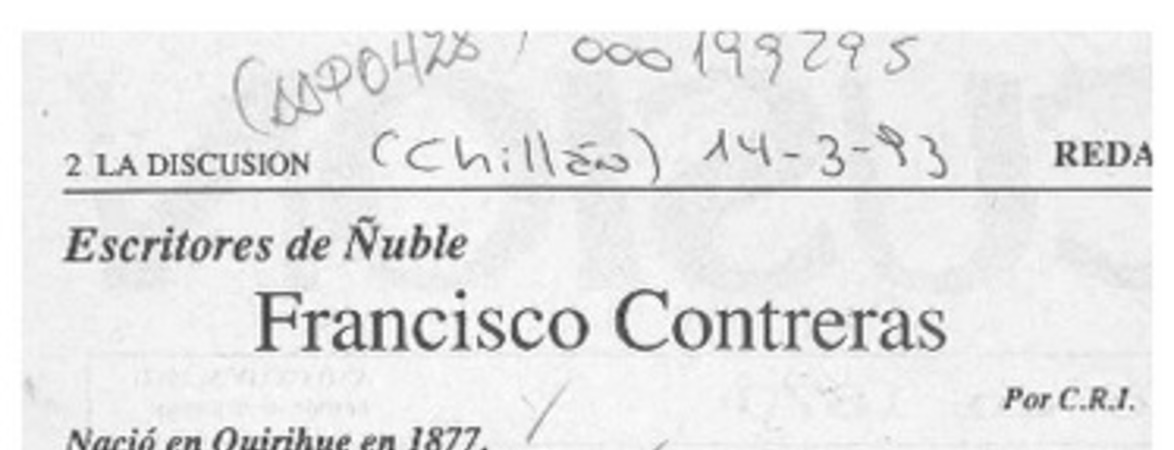 000199295
2 LA DISCUSION (Chillán) 14-3-93 REDA
Escritores de Ñuble
Francisco Contreras
Por C.R.I.
Nació en Quirihue en 1877.